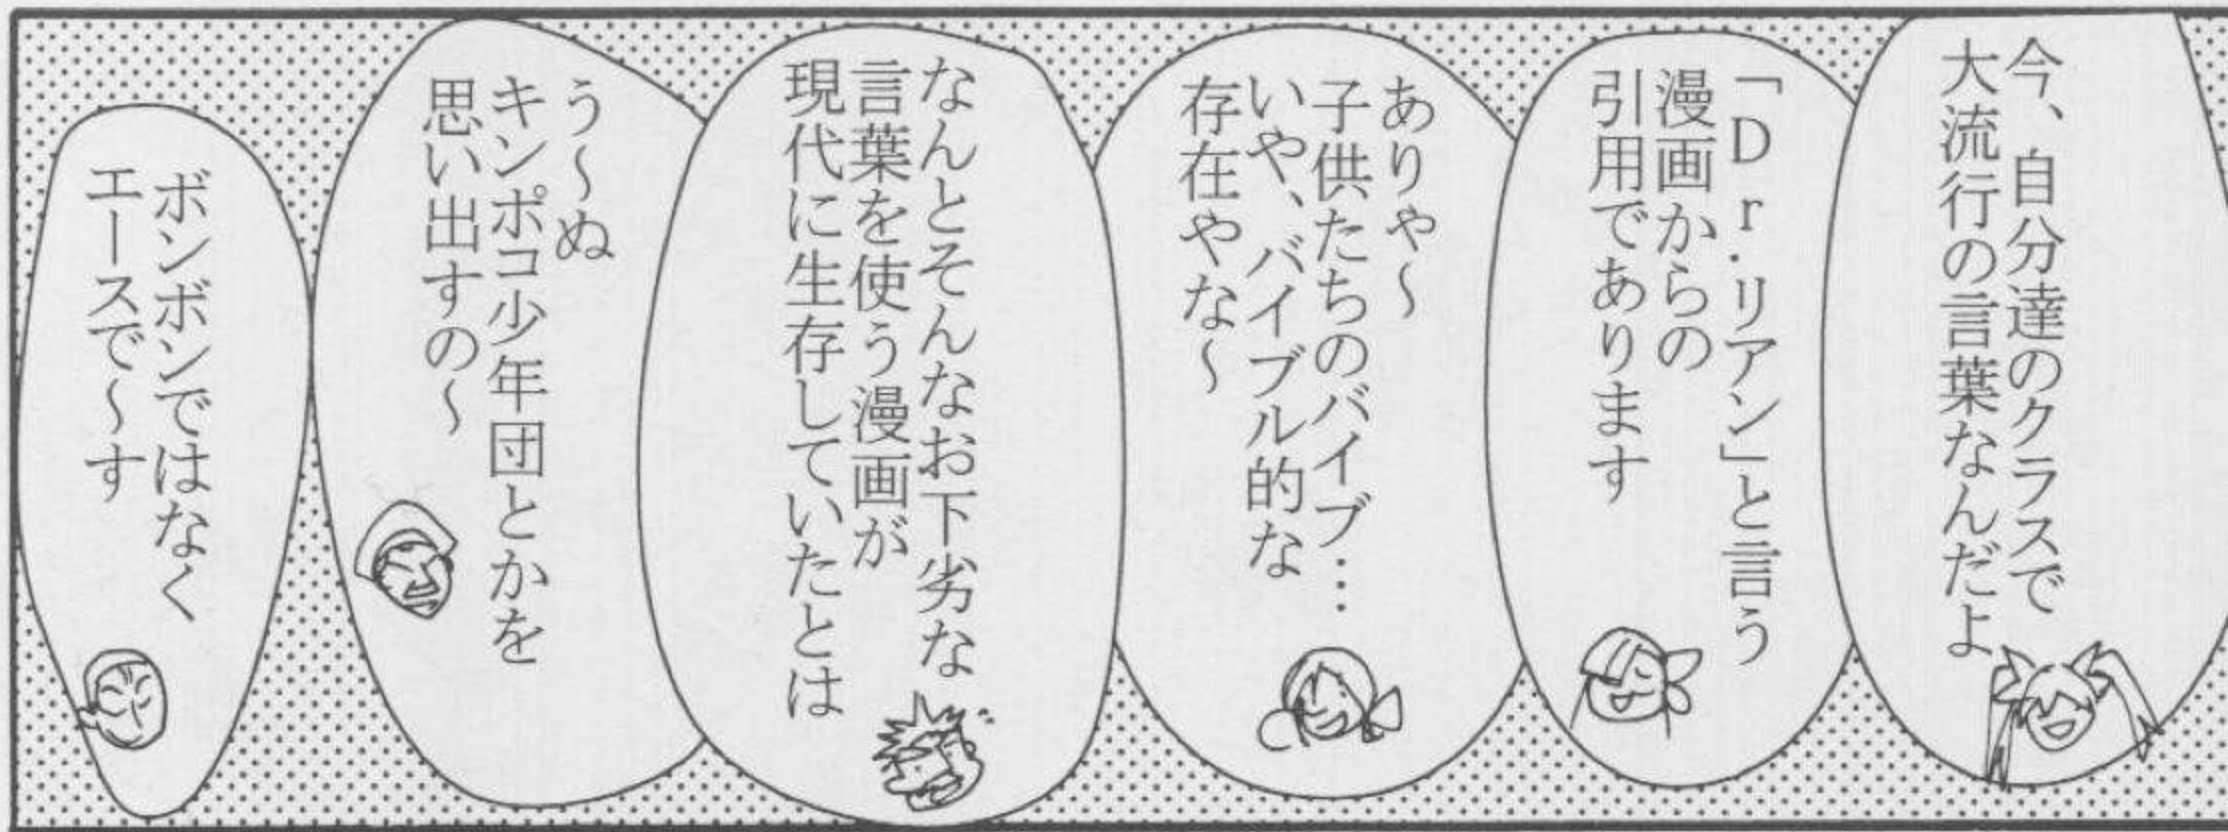 今、自分達のクラスで
大流行の言葉なんだよ
「Dr.リアン」と言う
漫画からの
引用であります
ありゃ～
子供たちのバイブ…
いや、バイブル的な
存在やな～
なんとそんなお下劣な
言葉を使う漫画が
現代に生存していたとは
う～ぬ
キンポコ少年団とかを
思い出すの～
ボンボンではなく
エースで～す